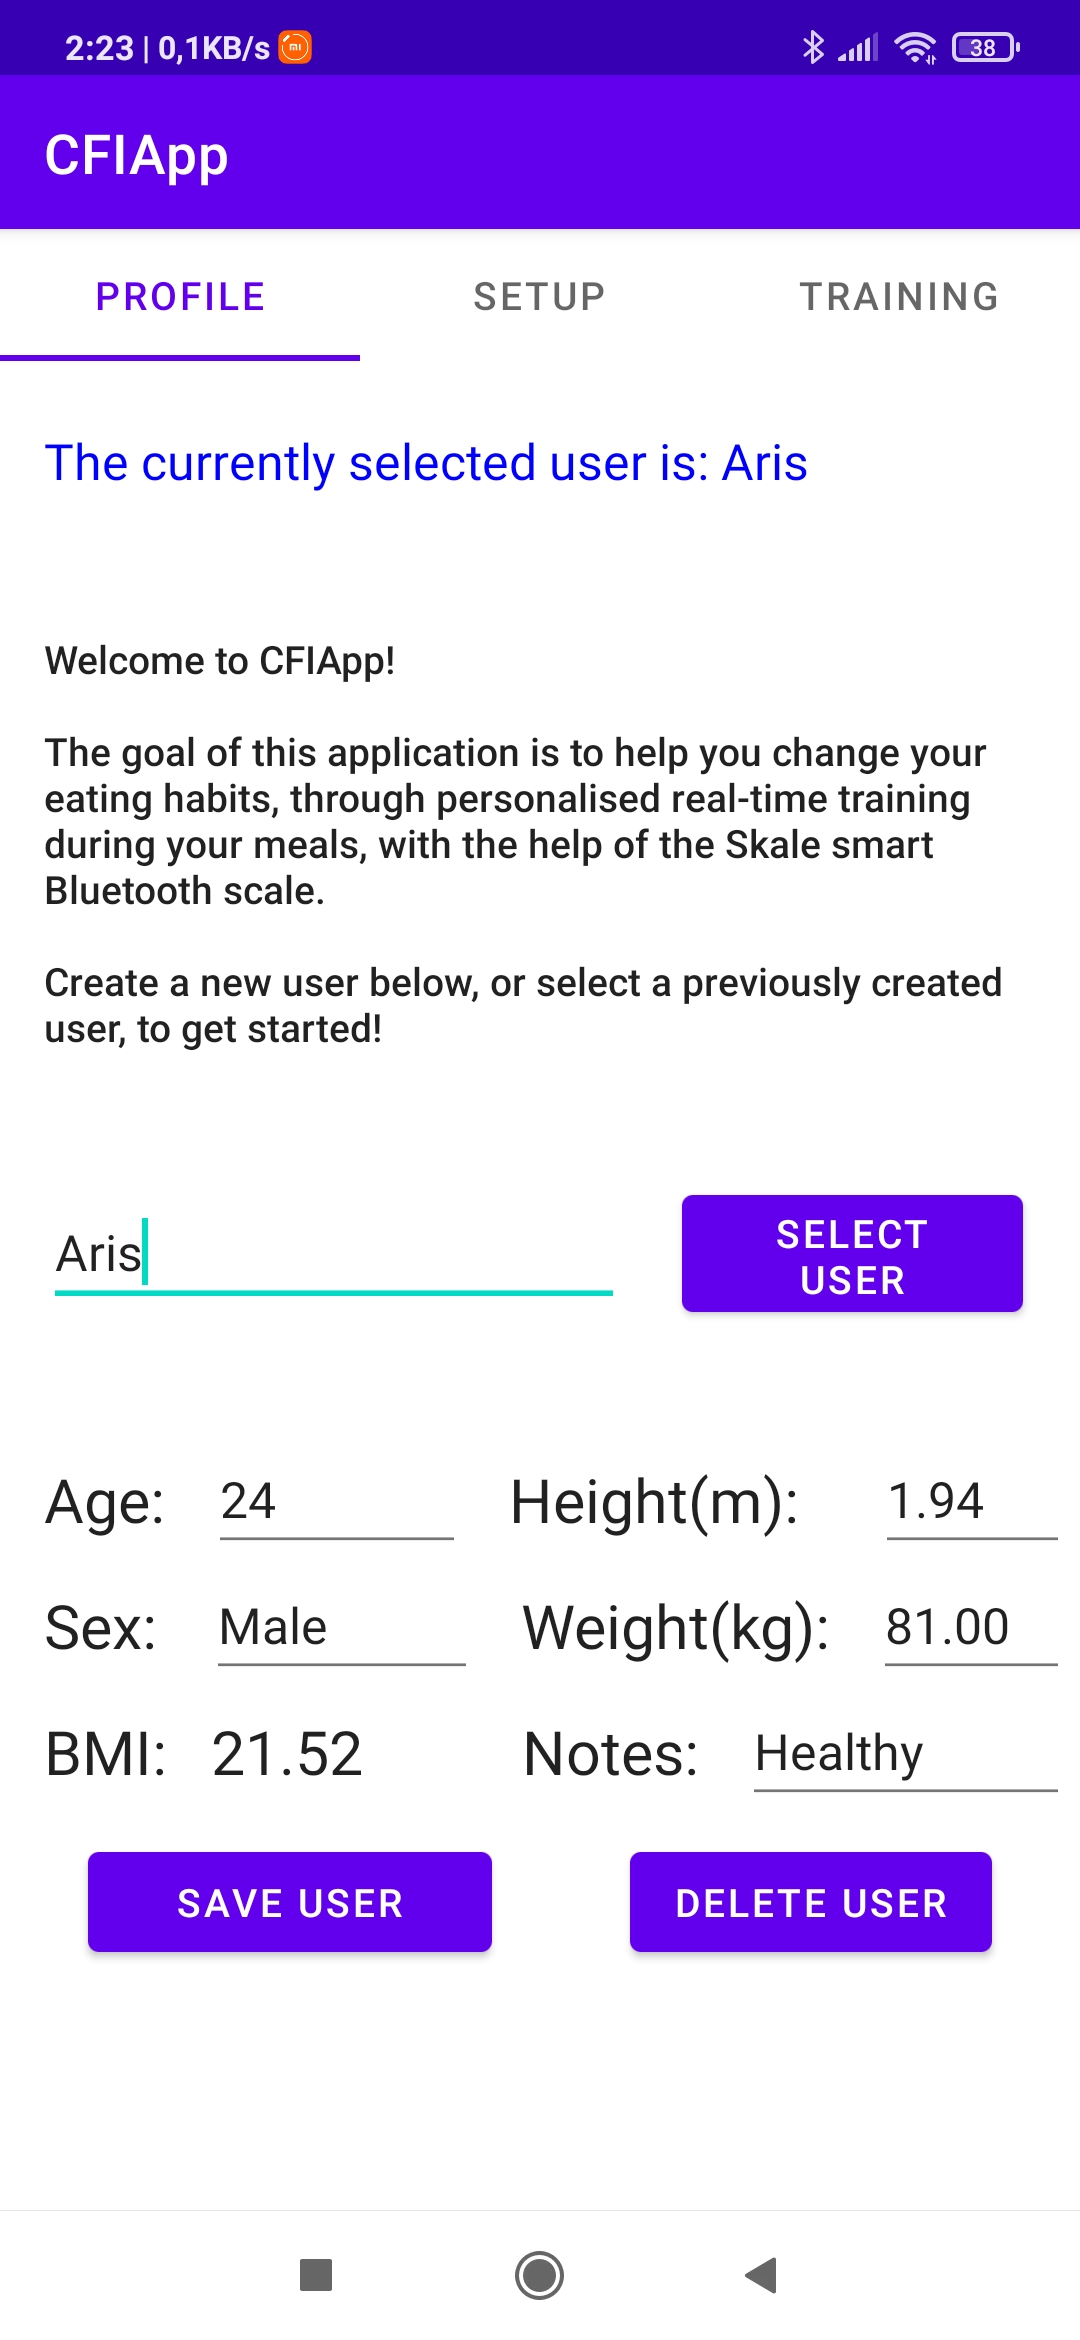 2:23 | 0,1KB/s 38
CFIApp
PROFILE SETUP TRAINING
The currently selected user is: Aris
Welcome to CFIApp!
The goal of this application is to help you change your
eating habits, through personalised real-time training
during your meals, with the help of the Skale smart
Bluetooth scale.
Create a new user below, or select a previously created
user, to get started!
Aris
SELECT
USER
Age: 24 Height(m): 1.94
Sex: Male Weight(kg): 81.00
BMI: 21.52 Notes: Healthy
SAVE USER DELETE USER